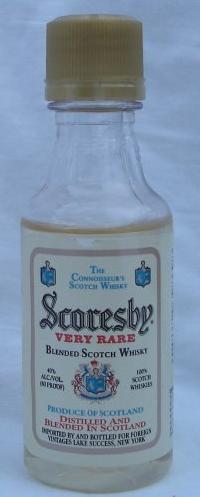 THE
CONNOISSEUR'S
SCOTCH WHISKY
Scoresby
VERY RARE
BLENDED SCOTCH WHISKY
40%
ALC./VOL.
(80 PROOF)
100%
SCOTCH
WHISKIES
PRODUCE OF SCOTLAND
DISTILLED AND
BLENDED IN SCOTLAND
IMPORTED BY AND BOTTLED FOR FOREIGN
VINTAGES LAKE SUCCESS, NEW YORK